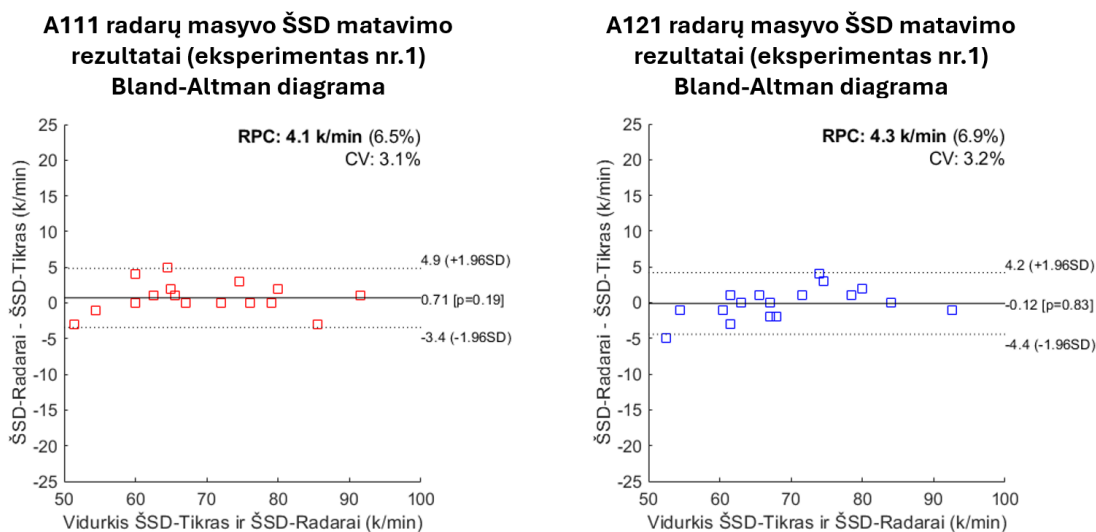 A111 radarų masyvo ŠSD matavimo
rezultatai (eksperimentas nr.1)
Bland-Altman diagrama
RPC: 4.1 k/min (6.5%)
CV: 3.1%
ŠSD-Radarai - ŠSD-Tikras (k/min)
25
20
15
10
5
0
-5
-10
-15
-20
-25
4.9 (+1.96SD)
0.71 [p=0.19]
-3.4 (-1.96SD)
50 60 70 80 90 100
Vidurkis ŠSD-Tikras ir ŠSD-Radarai (k/min)
A121 radarų masyvo ŠSD matavimo
rezultatai (eksperimentas nr.1)
Bland-Altman diagrama
RPC: 4.3 k/min (6.9%)
CV: 3.2%
ŠSD-Radarai - ŠSD-Tikras (k/min)
25
20
15
10
5
0
-5
-10
-15
-20
-25
4.2 (+1.96SD)
-0.12 [p=0.83]
-4.4 (-1.96SD)
50 60 70 80 90 100
Vidurkis ŠSD-Tikras ir ŠSD-Radarai (k/min)